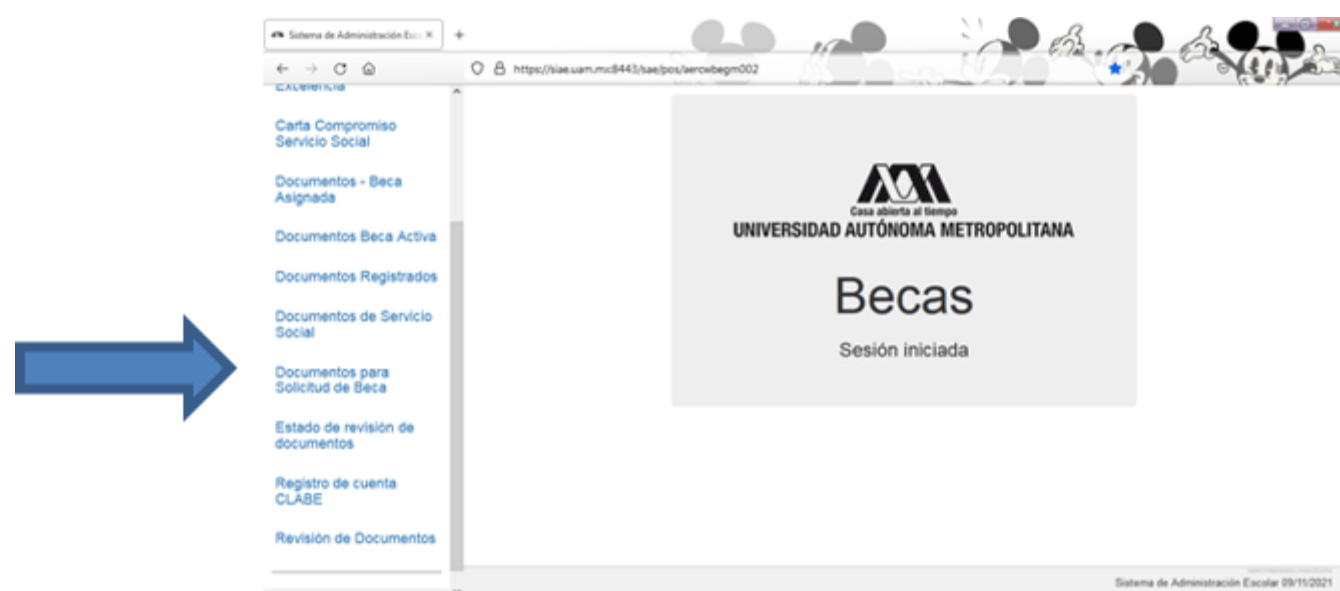 Sistema de Administración Esc
https://siae.uam.mx:8443/sae/pos/aercwbegm002
Excelencia
Carta Compromiso
Servicio Social
Documentos - Beca
Asignada
Documentos Beca Activa
Documentos Registrados
Documentos de Servicio
Social
Documentos para
Solicitud de Beca
Estado de revisión de
documentos
Registro de cuenta
CLABE
Revisión de Documentos
Casa abierta al tiempo
UNIVERSIDAD AUTÓNOMA METROPOLITANA
Becas
Sesión iniciada
Sistema de Administración Escolar 09/11/2021